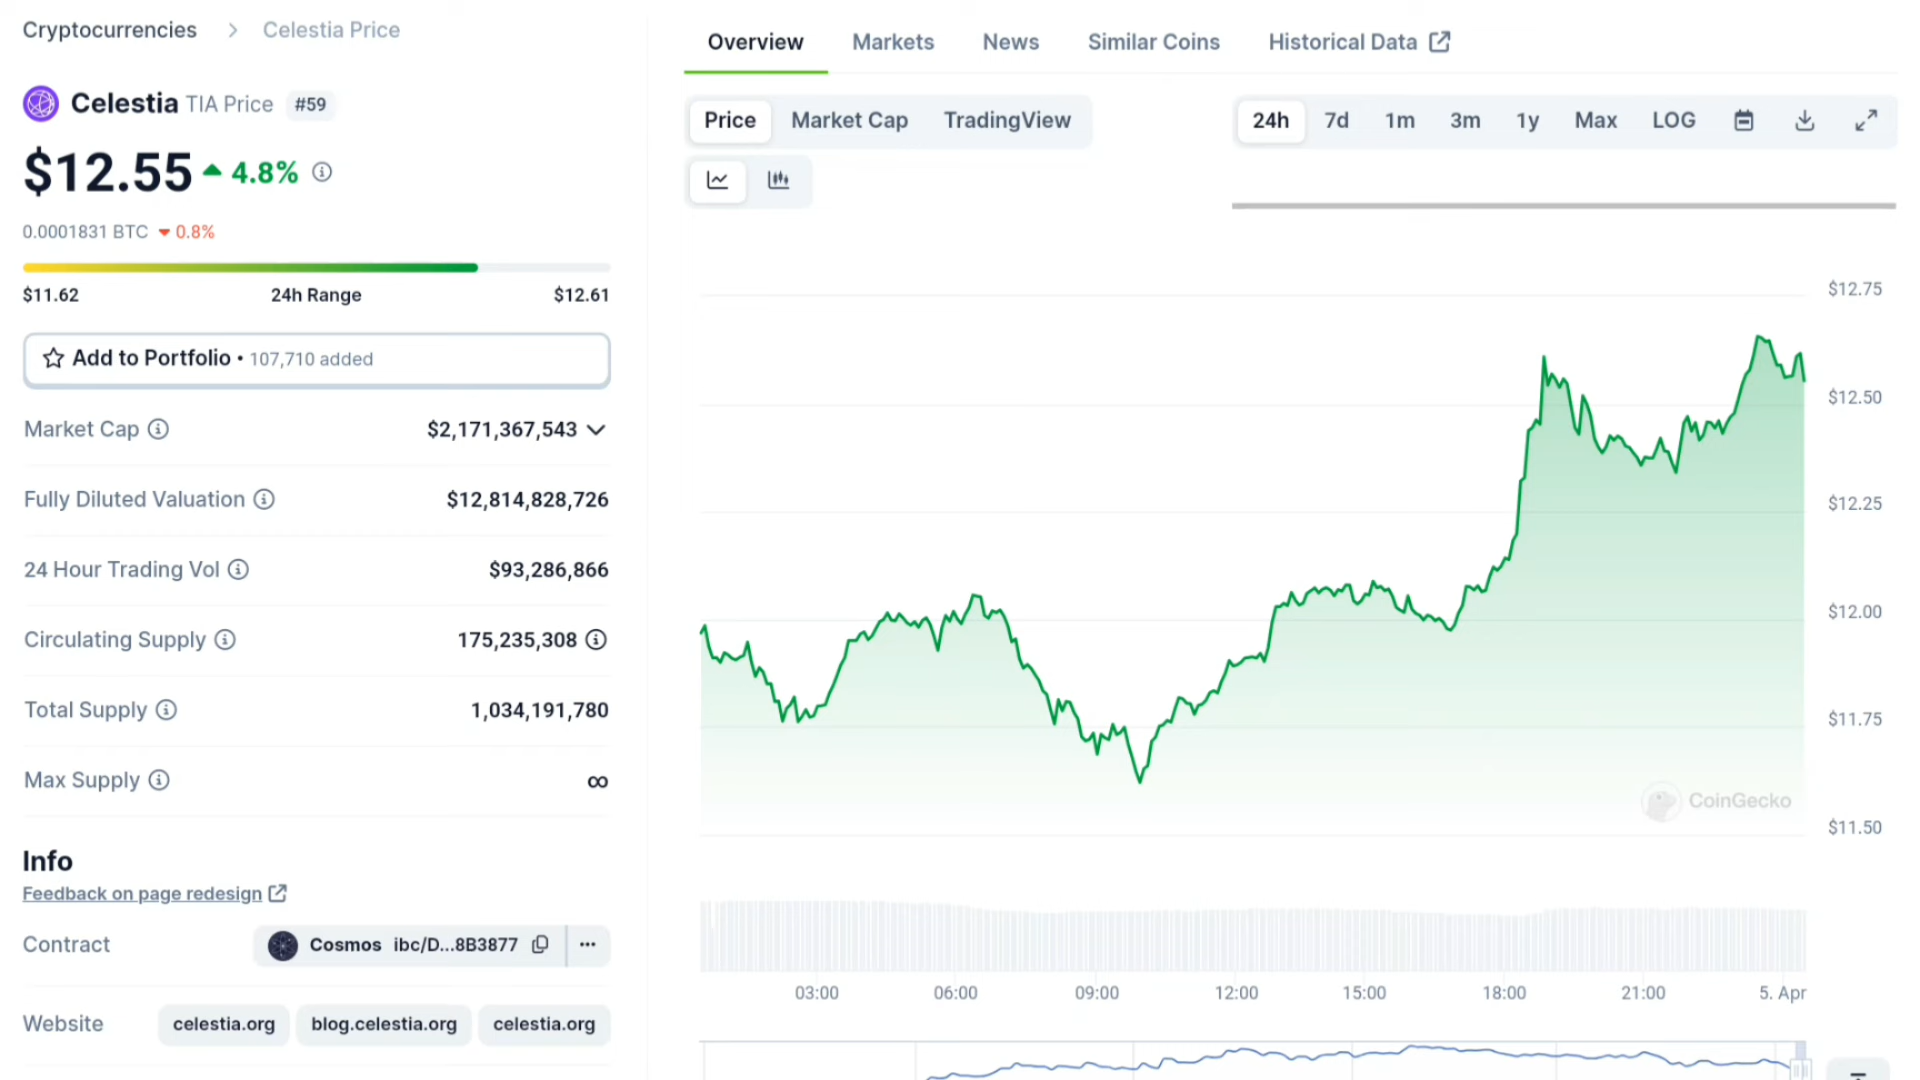 Cryptocurrencies > Celestia Price
Celestia TIA Price #59
$12.55 4.8%
0.0001831 BTC 0.8%
$11.62 24h Range $12.61
Add to Portfolio • 107,710 added
Market Cap $2,171,367,543
Fully Diluted Valuation $12,814,828,726
24 Hour Trading Vol $93,286,866
Circulating Supply 175,235,308
Total Supply 1,034,191,780
Max Supply ∞
Info
Feedback on page redesign
Contract Cosmos ibc/D...8B3877 ...
Website celestia.org blog.celestia.org celestia.org
Overview Markets News Similar Coins Historical Data
Price Market Cap TradingView
24h 7d 1m 3m 1y Max LOG
$12.75
$12.50
$12.25
$12.00
$11.75
$11.50
CoinGecko
03:00 06:00 09:00 12:00 15:00 18:00 21:00 5. Apr